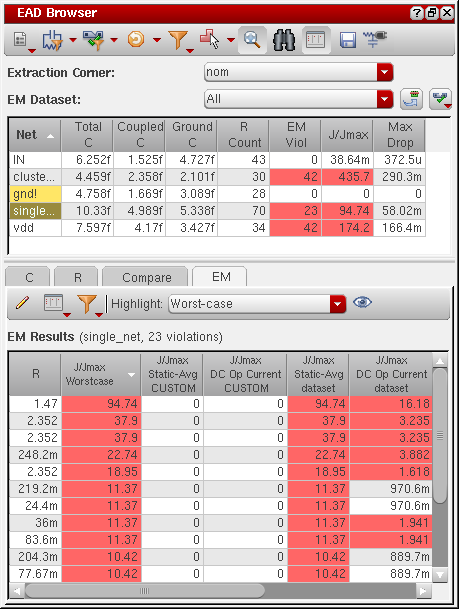 EAD Browser
Extraction Corner: nom
EM Dataset: All
Net Total C Coupled C Ground C R Count EM Viol J/Jmax Max Drop
IN 6.252f 1.525f 4.727f 43 0 38.64m 372.5u
cluste... 4.459f 2.358f 2.101f 30 42 435.7 290.3m
gnd! 4.758f 1.669f 3.089f 28 0 0 0
single... 10.33f 4.989f 5.338f 70 23 94.74 58.02m
vdd 7.597f 4.17f 3.427f 34 42 174.2 166.4m
C R Compare EM
Highlight: Worst-case
EM Results (single_net, 23 violations)
R J/Jmax Worstcase J/Jmax Static-Avg CUSTOM J/Jmax DC Op Current CUSTOM J/Jmax Static-Avg dataset J/Jmax DC Op Current dataset
1.47 94.74 0 0 94.74 16.18
2.352 37.9 0 0 37.9 3.235
2.352 37.9 0 0 37.9 3.235
248.2m 22.74 0 0 22.74 3.882
2.352 18.95 0 0 18.95 1.618
219.2m 11.37 0 0 11.37 970.6m
24.4m 11.37 0 0 11.37 970.6m
36m 11.37 0 0 11.37 1.941
83.6m 11.37 0 0 11.37 1.941
204.3m 10.42 0 0 10.42 889.7m
77.67m 10.42 0 0 10.42 889.7m